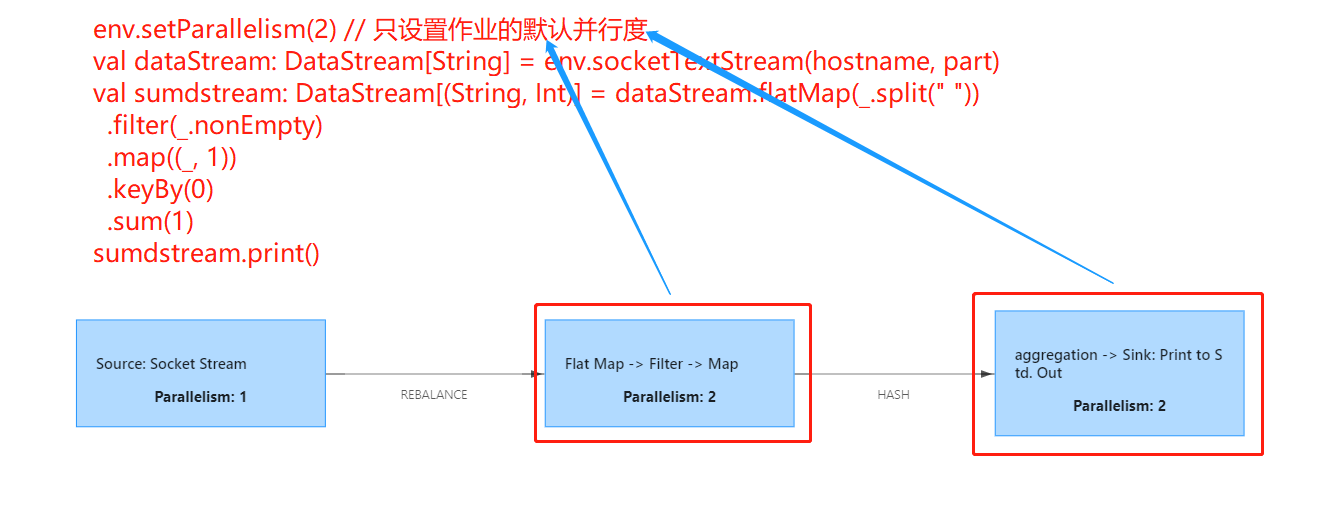 env.setParallelism(2) // 只设置作业的默认并行度
val dataStream: DataStream[String] = env.socketTextStream(hostname, part)
val sumdstream: DataStream[(String, Int)] = dataStream.flatMap(_.split(" "))
.filter(_.nonEmpty)
.map((_, 1))
.keyBy(0)
.sum(1)
sumdstream.print()
Source: Socket Stream
Parallelism: 1
REBALANCE
Flat Map -> Filter -> Map
Parallelism: 2
HASH
aggregation -> Sink: Print to S
td. Out
Parallelism: 2